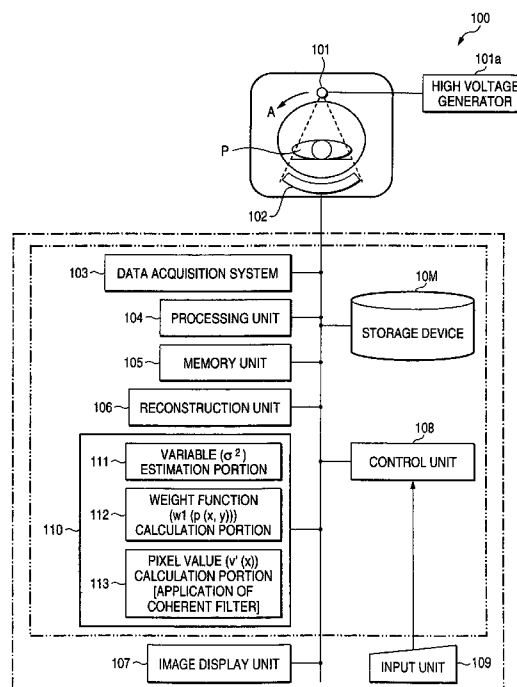 100
101
101a
HIGH VOLTAGE
GENERATOR
A
P
102
103
DATA ACQUISITION SYSTEM
10M
STORAGE DEVICE
104
PROCESSING UNIT
105
MEMORY UNIT
106
RECONSTRUCTION UNIT
108
CONTROL UNIT
110
111
VARIABLE (σ²)
ESTIMATION PORTION
112
WEIGHT FUNCTION
(w1 (p (x, y)))
CALCULATION PORTION
113
PIXEL VALUE (v' (x))
CALCULATION PORTION
[APPLICATION OF
COHERENT FILTER]
107
IMAGE DISPLAY UNIT
INPUT UNIT
109